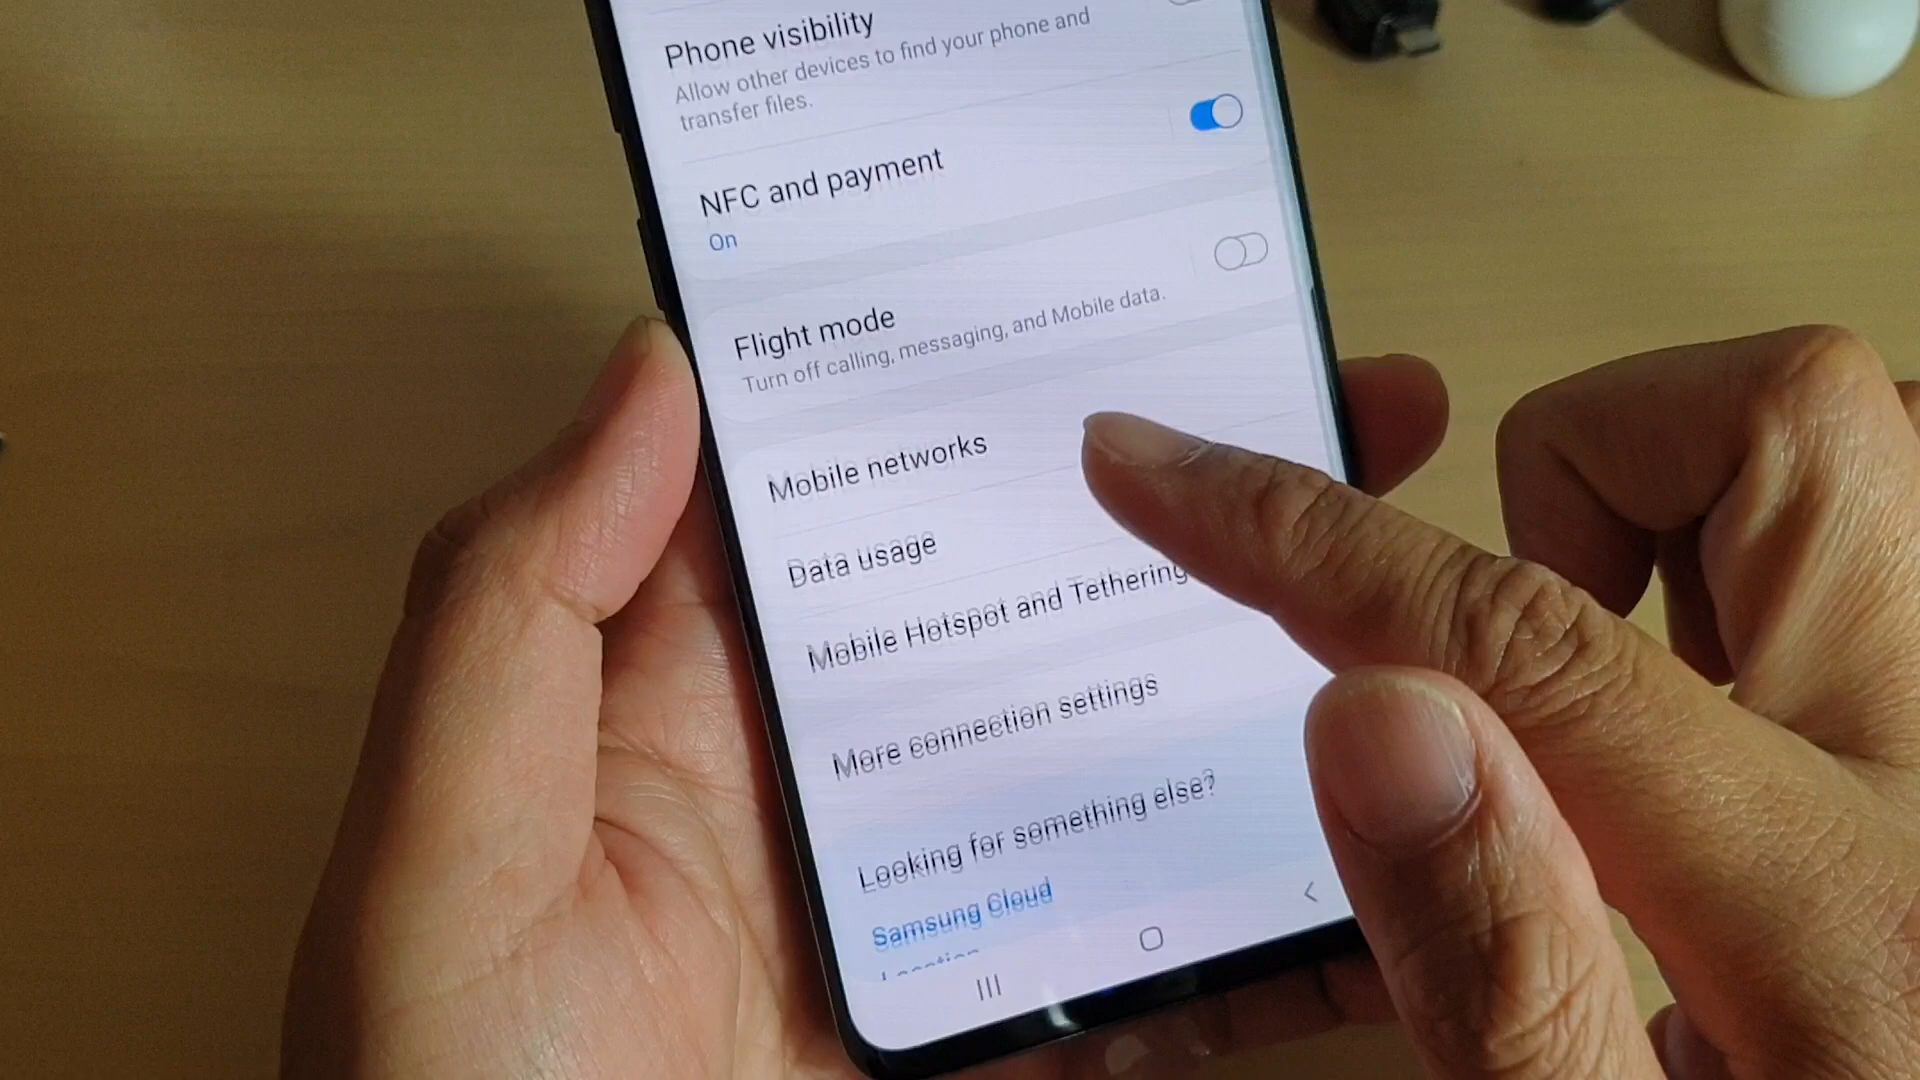 Phone visibility
Allow other devices to find your phone and
transfer files.
NFC and payment
On
Flight mode
Turn off calling, messaging, and Mobile data.
Mobile networks
Data usage
Mobile Hotspot and Tethering
More connection settings
Looking for something else?
Samsung Cloud
Location